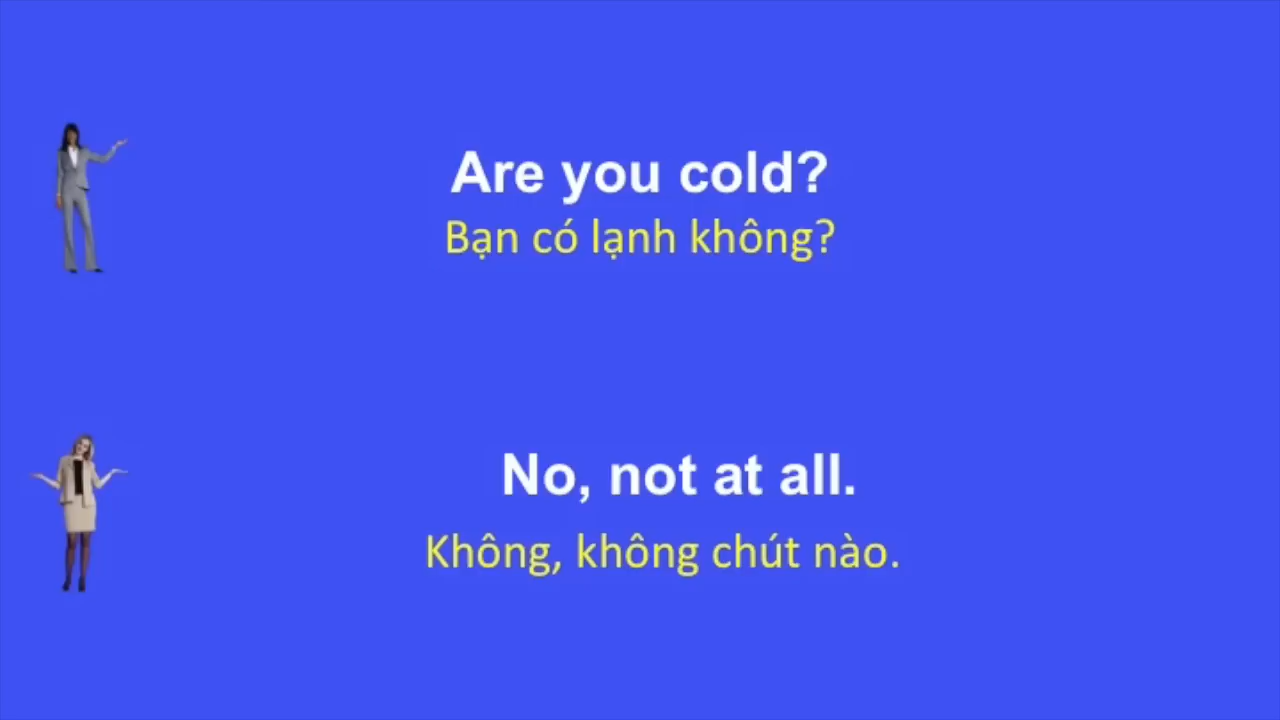 Are you cold?
Bạn có lạnh không?
No, not at all.
Không, không chút nào.